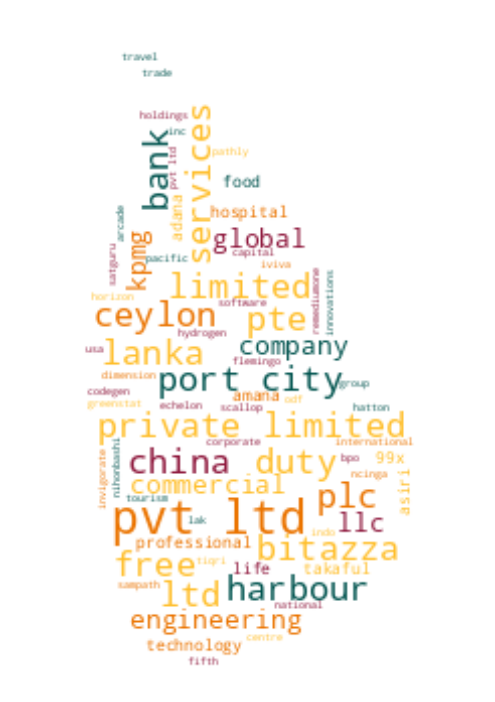 travel
trade
holdings
inc
bank
services
pvt ltd
pathly
food
adana
arcade
hospital
kpmg
global
satguru
capital
pacific
iviva
limited
remediumone
innovations
horizon
software
ceylon
pte
hydrogen
company
usa
lanka
flemingo
dimension
port city
group
codegen
amana
odf
greenstat
echelon
scallop
hatton
private limited
corporate
international
nihonbashi
invigorate
china
duty
bpo
99x
ncinga
asiri
commercial
tourism
plc
pvt ltd
lak
llc
indo
professional
bitazza
free
tiqri
life
takaful
sampath
ltd
harbour
national
engineering
centre
technology
fifth